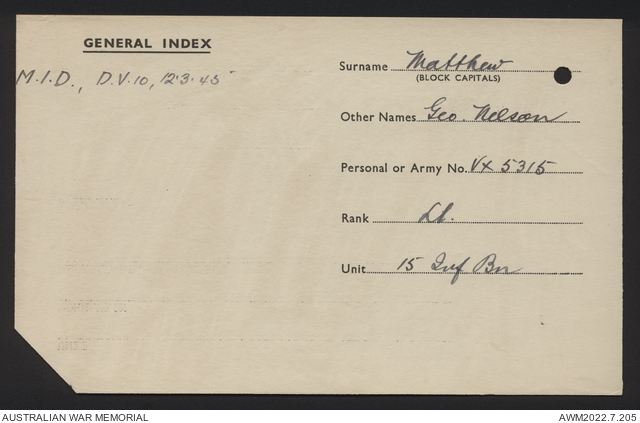 GENERAL INDEX
M.I.D., D.V.10, 12.3.45
Surname Matthew
(BLOCK CAPITALS)
Other Names Geo. Nelson
Personal or Army No. VX 5315
Rank Lt.
Unit 15 Inf Bn
AUSTRALIAN WAR MEMORIAL
AWM2022.7.205